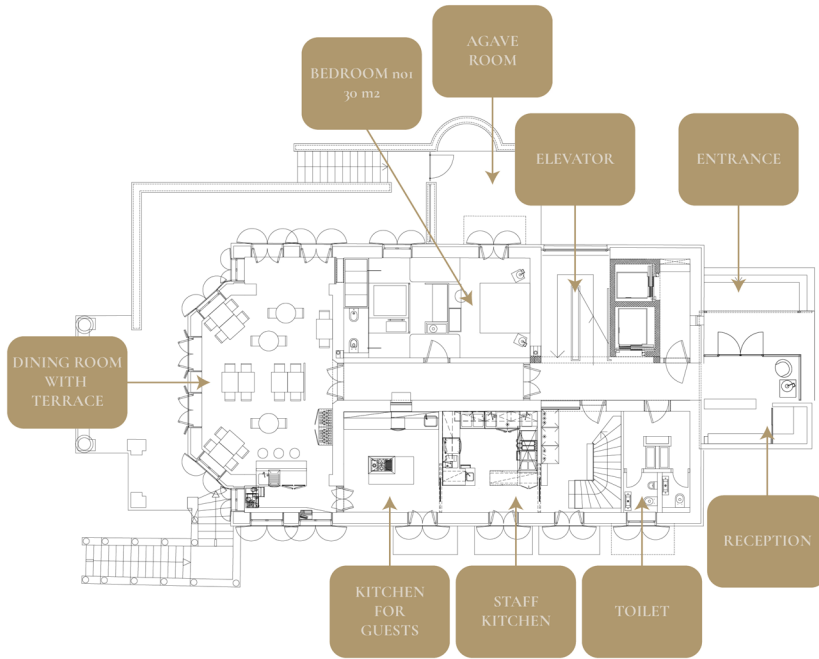 AGAVE
ROOM
BEDROOM no1
30 m2
ELEVATOR
ENTRANCE
DINING ROOM
WITH
TERRACE
RECEPTION
KITCHEN
FOR
GUESTS
STAFF
KITCHEN
TOILET